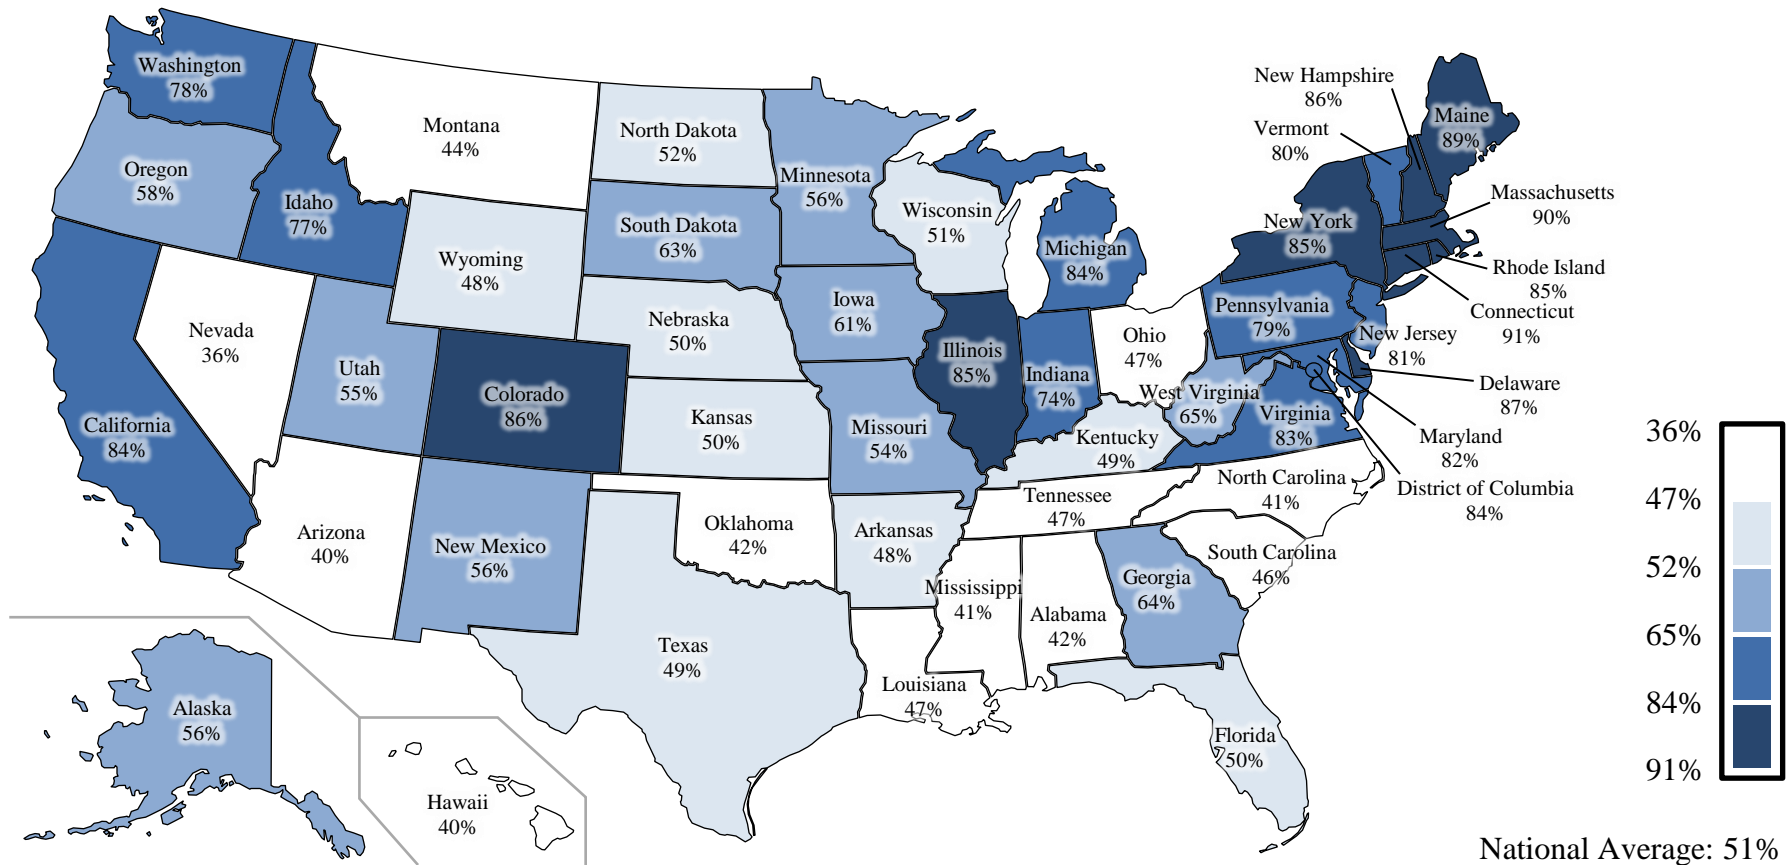 Washington
78%
Oregon
58%
California
84%
Idaho
77%
Nevada
36%
Montana
44%
Wyoming
48%
Utah
55%
Colorado
86%
Arizona
40%
New Mexico
56%
North Dakota
52%
South Dakota
63%
Nebraska
50%
Kansas
50%
Oklahoma
42%
Texas
49%
Minnesota
56%
Iowa
61%
Missouri
54%
Arkansas
48%
Louisiana
47%
Wisconsin
51%
Illinois
85%
Michigan
84%
Indiana
74%
Ohio
47%
Kentucky
49%
Tennessee
47%
Mississippi
41%
Alabama
42%
Georgia
64%
Florida
50%
South Carolina
46%
North Carolina
41%
West Virginia
65%
Virginia
83%
Pennsylvania
79%
New York
85%
New Hampshire
86%
Vermont
80%
Maine
89%
Massachusetts
90%
Rhode Island
85%
Connecticut
91%
New Jersey
81%
Delaware
87%
Maryland
82%
District of Columbia
84%
Alaska
56%
Hawaii
40%
36%
47%
52%
65%
84%
91%
National Average: 51%